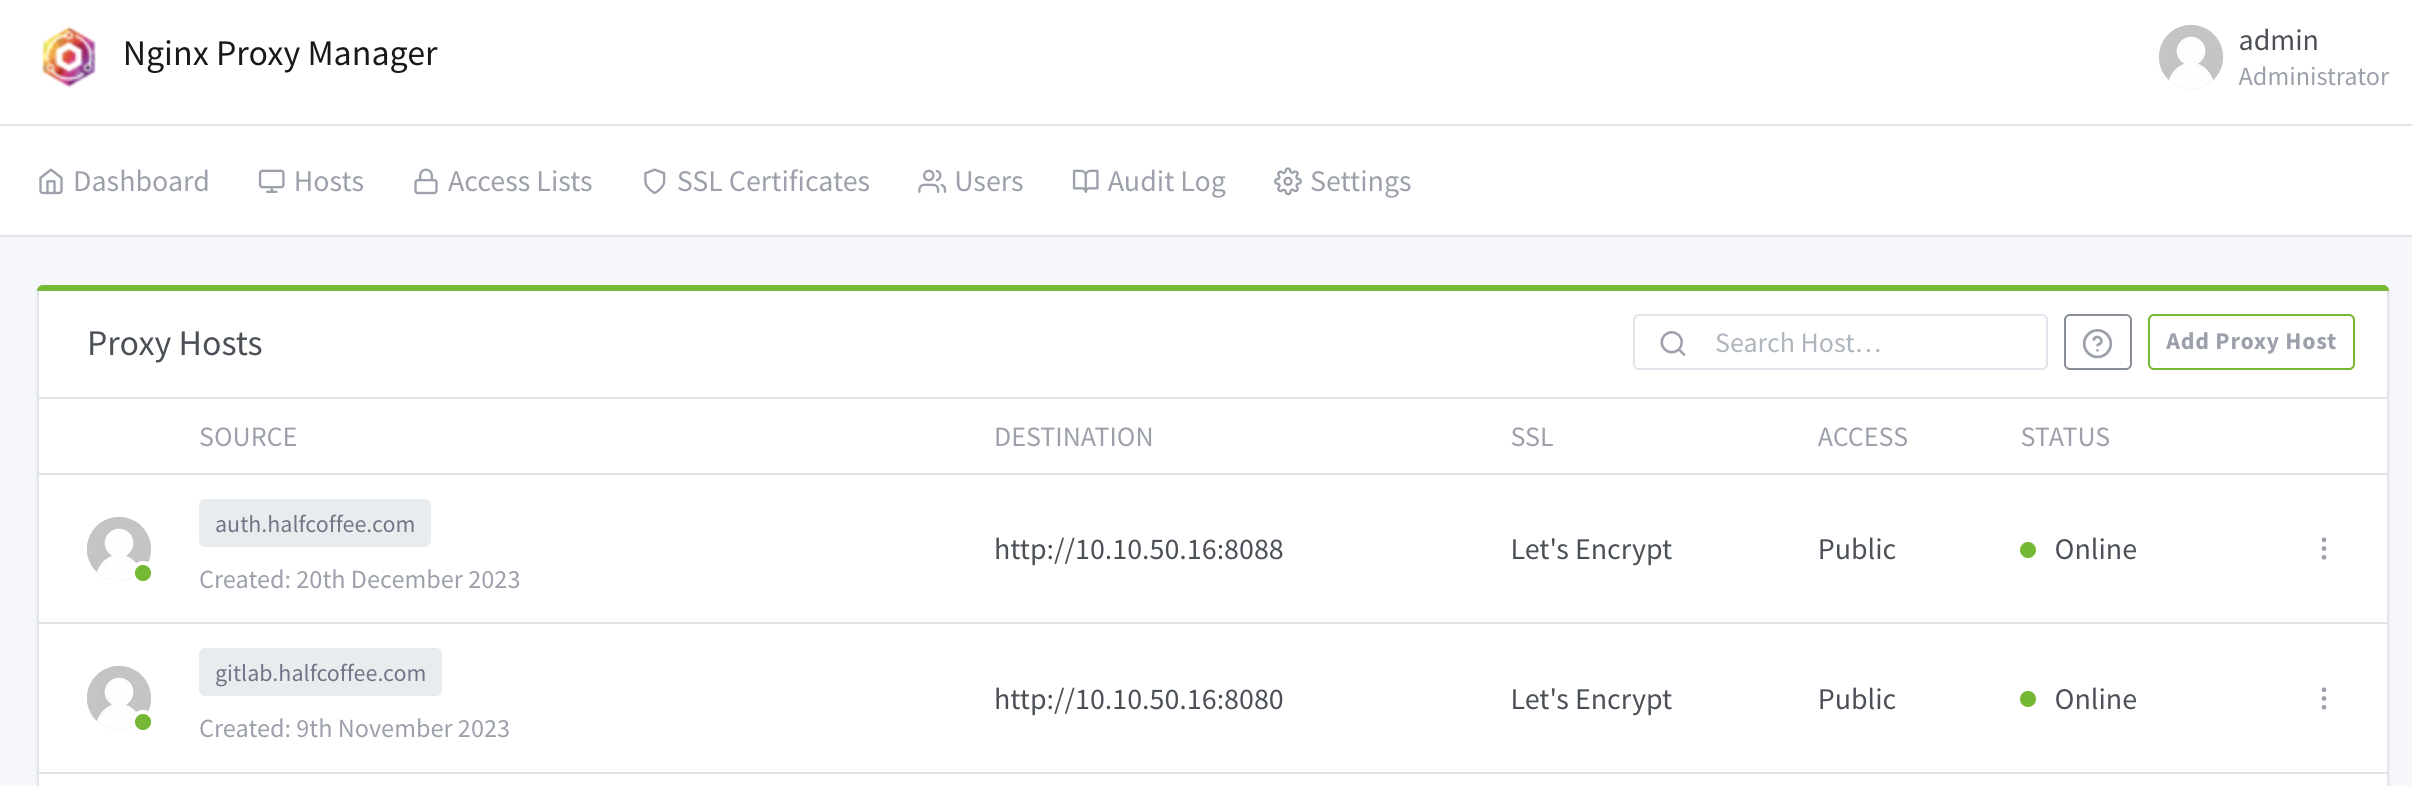 Nginx Proxy Manager
admin
Administrator
Dashboard Hosts Access Lists SSL Certificates Users Audit Log Settings
Proxy Hosts Search Host… Add Proxy Host
SOURCE DESTINATION SSL ACCESS STATUS
auth.halfcoffee.com
http://10.10.50.16:8088 Let's Encrypt Public Online
Created: 20th December 2023
gitlab.halfcoffee.com
http://10.10.50.16:8080 Let's Encrypt Public Online
Created: 9th November 2023